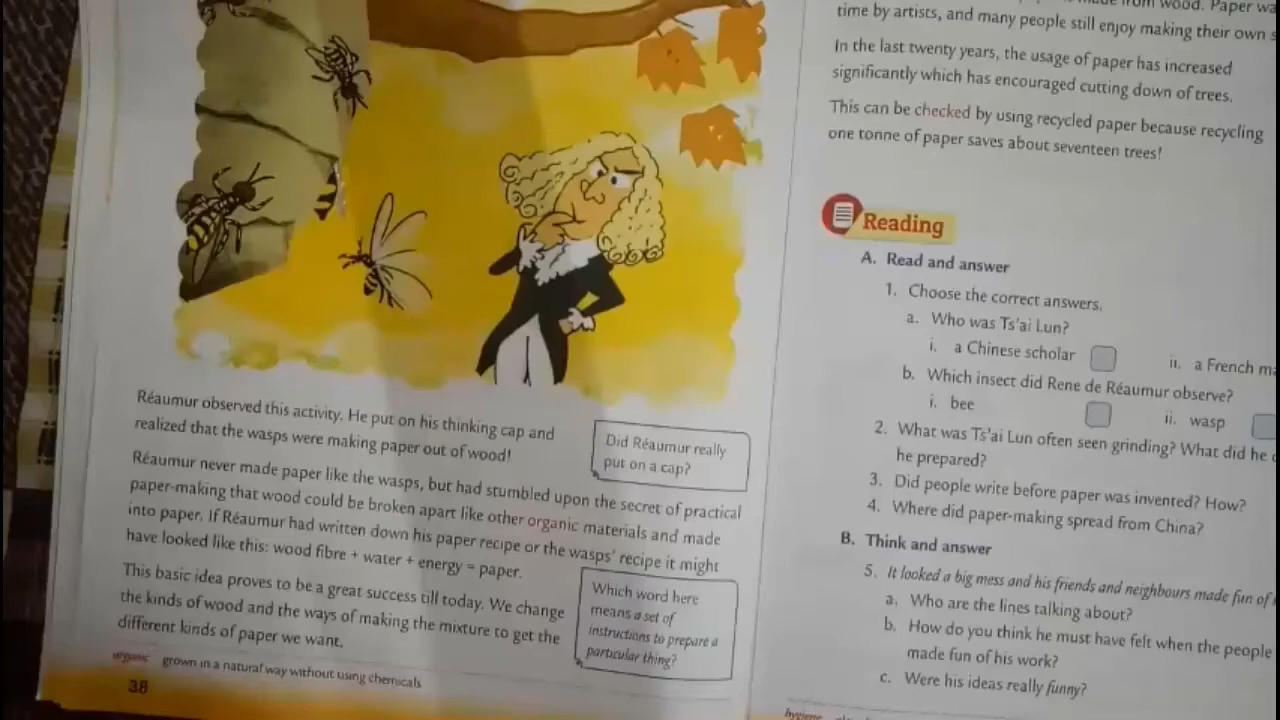 Réaumur observed this activity. He put on his thinking cap and
realized that the wasps were making paper out of wood!
Did Réaumur really
put on a cap?
Réaumur never made paper like the wasps, but had stumbled upon the secret of practical
paper-making that wood could be broken apart like other organic materials and made
into paper. If Réaumur had written down his paper recipe or the wasps' recipe it might
have looked like this: wood fibre + water + energy = paper.
This basic idea proves to be a great success till today. We change
the kinds of wood and the ways of making the mixture to get the
different kinds of paper we want.
Which word here
means a set of
instructions to prepare a
particular thing?
organic grown in a natural way without using chemicals
38
from wood. Paper
time by artists, and many people still enjoy making their own
In the last twenty years, the usage of paper has increased
significantly which has encouraged cutting down of trees.
This can be checked by using recycled paper because recycling
one tonne of paper saves about seventeen trees!
Reading
A. Read and answer
1. Choose the correct answers.
a. Who was Ts'ai Lun?
i. a Chinese scholar ii. a French
b. Which insect did Rene de Réaumur observe?
i. bee ii. wasp
2. What was Ts'ai Lun often seen grinding? What did he
he prepared?
3. Did people write before paper was invented? How?
4. Where did paper-making spread from China?
B. Think and answer
5. It looked a big mess and his friends and neighbours made fun of
a. Who are the lines talking about?
b. How do you think he must have felt when the people
made fun of his work?
c. Were his ideas really funny?
hygiene